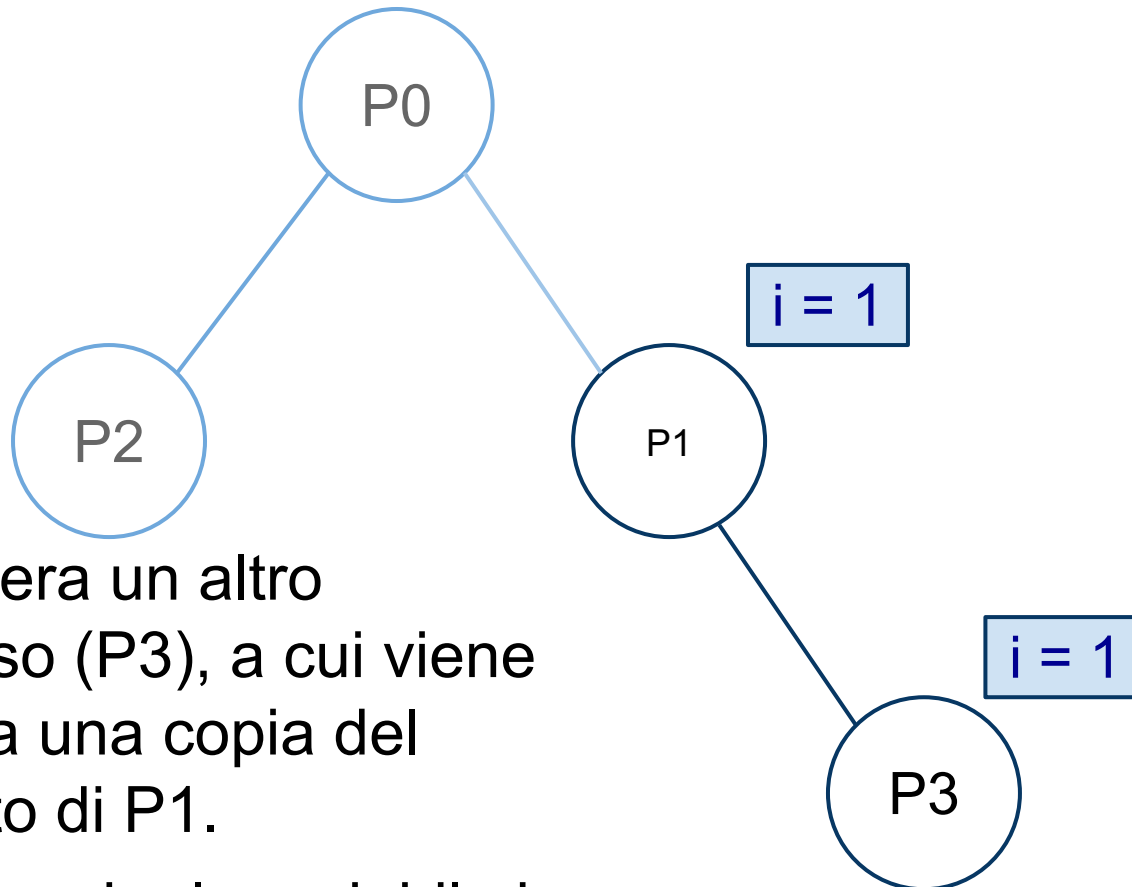 P0
i = 1
P2
P1
era un altro
so (P3), a cui viene
a una copia del
to di P1.
i = 1
P3